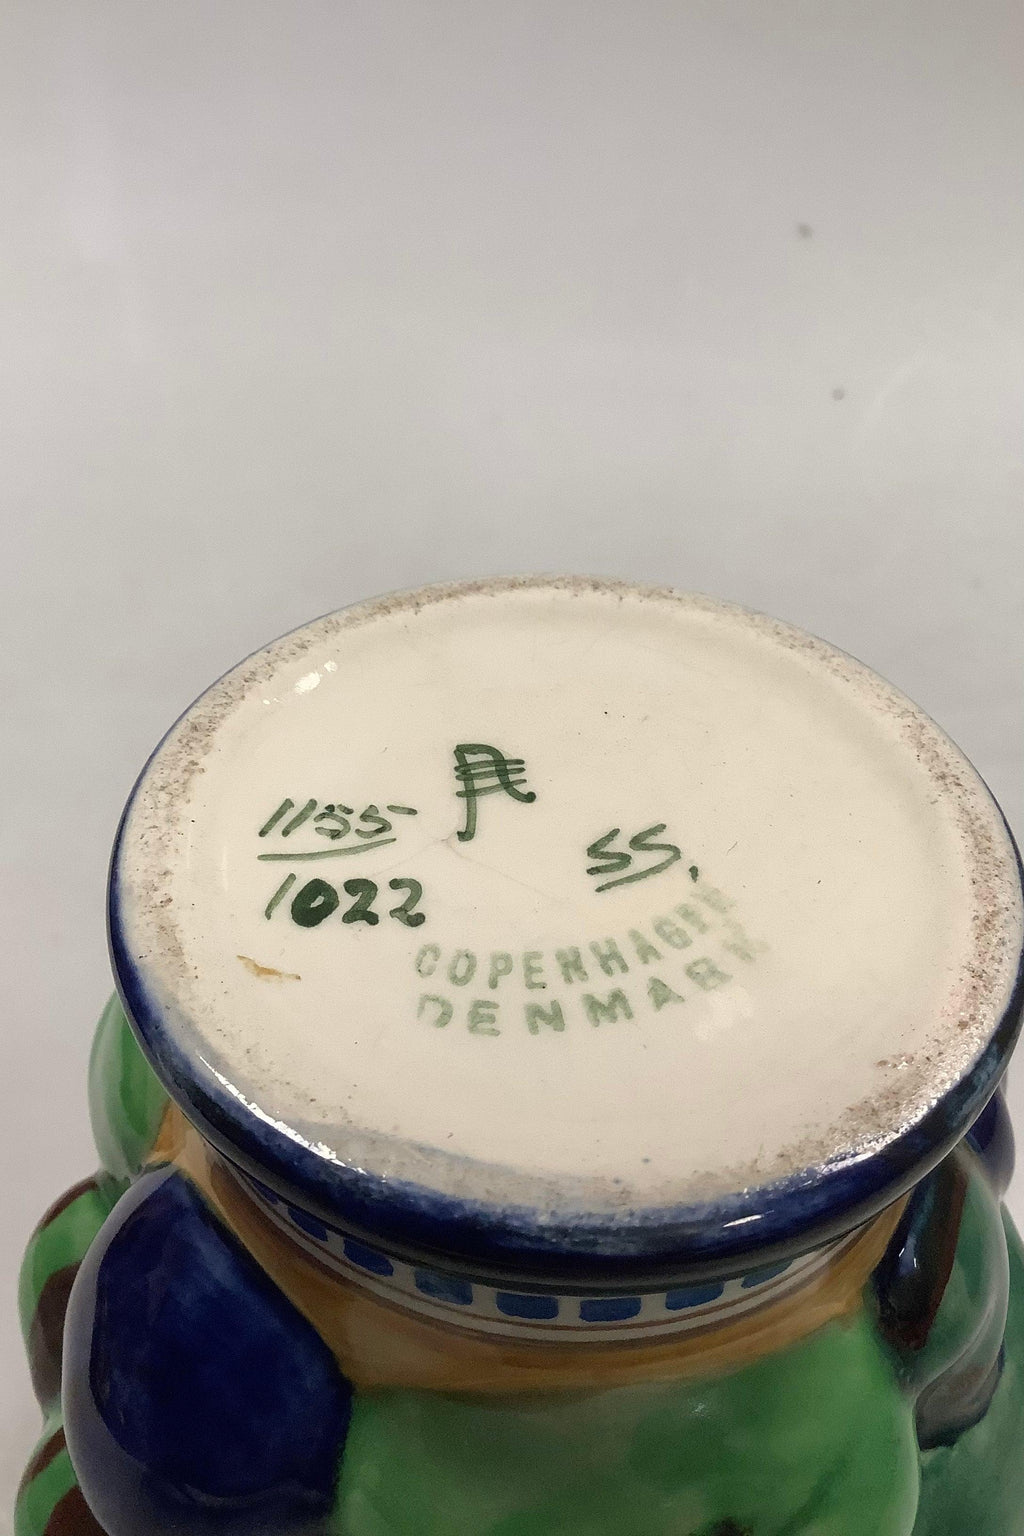 1155
1022
SS.
COPENHAGEN
DENMARK